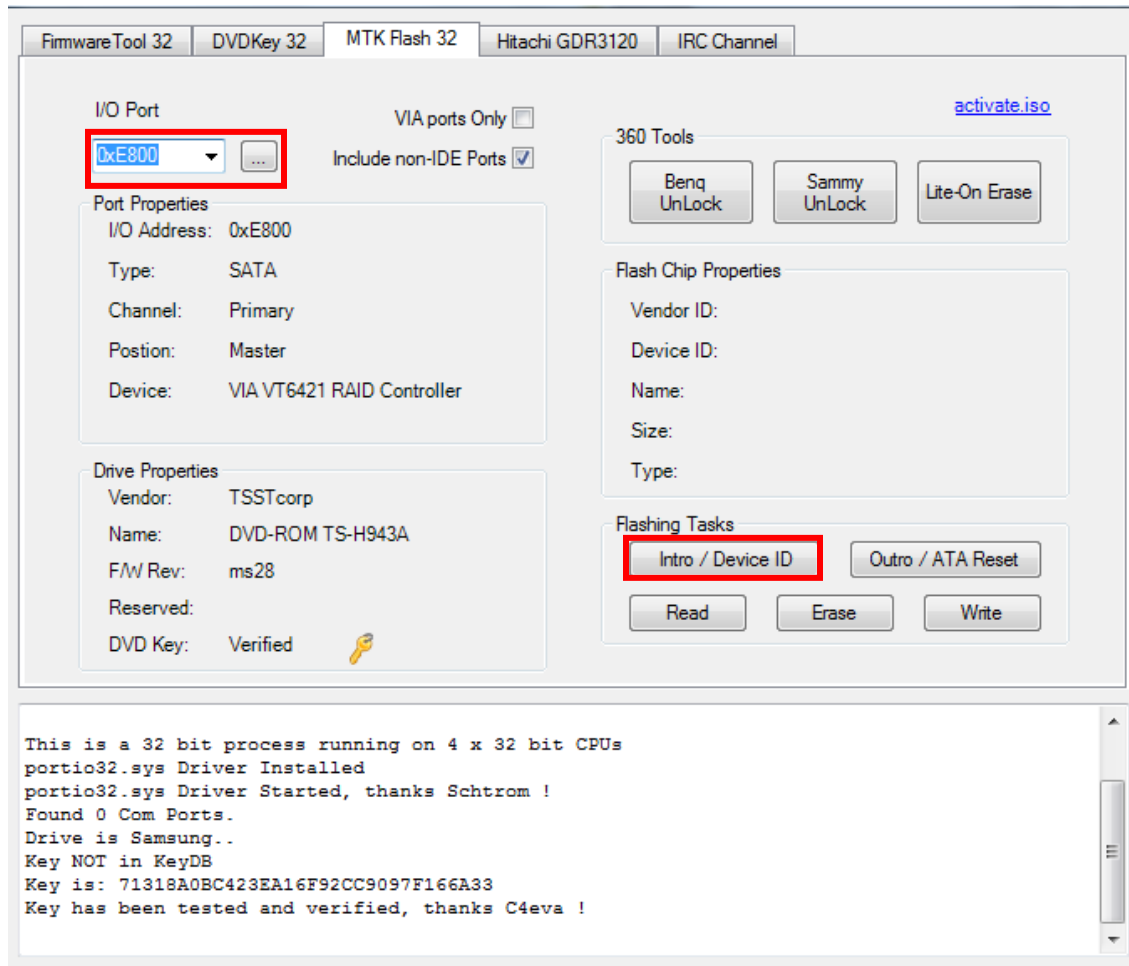 FirmwareTool 32 DVDKey 32 MTK Flash 32 Hitachi GDR3120 IRC Channel
I/O Port
VIA ports Only
0xE800 ...
Include non-IDE Ports
Port Properties
I/O Address: 0xE800
Type: SATA
Channel: Primary
Postion: Master
Device: VIA VT6421 RAID Controller
Drive Properties
Vendor: TSSTcorp
Name: DVD-ROM TS-H943A
F/W Rev: ms28
Reserved:
DVD Key: Verified
activate.iso
360 Tools
Benq UnLock
Sammy UnLock
Lite-On Erase
Flash Chip Properties
Vendor ID:
Device ID:
Name:
Size:
Type:
Flashing Tasks
Intro / Device ID Outro / ATA Reset
Read Erase Write
This is a 32 bit process running on 4 x 32 bit CPUs
portio32.sys Driver Installed
portio32.sys Driver Started, thanks Schtrom !
Found 0 Com Ports.
Drive is Samsung..
Key NOT in KeyDB
Key is: 71318A0BC423EA16F92CC9097F166A33
Key has been tested and verified, thanks C4eva !